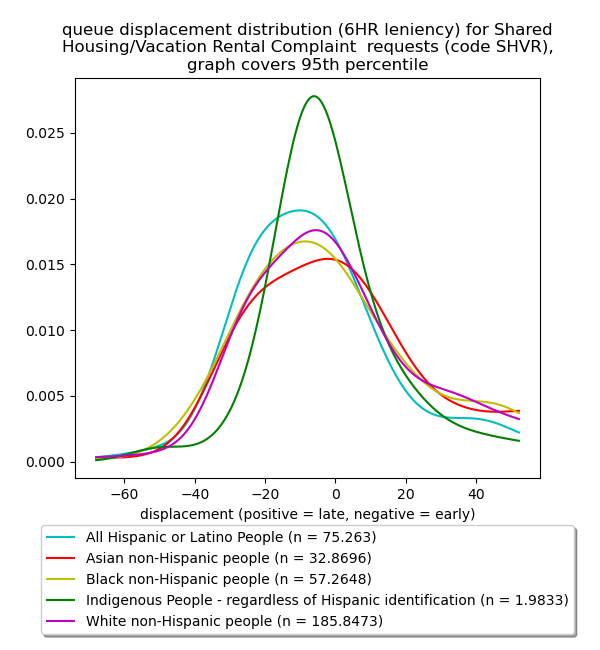 queue displacement distribution (6HR leniency) for Shared
Housing/Vacation Rental Complaint  requests (code SHVR),
graph covers 95th percentile
0.025
0.020
0.015
0.010
0.005
0.000
−60 −40 −20 0 20 40
displacement (positive = late, negative = early)
All Hispanic or Latino People (n = 75.263)
Asian non-Hispanic people (n = 32.8696)
Black non-Hispanic people (n = 57.2648)
Indigenous People - regardless of Hispanic identification (n = 1.9833)
White non-Hispanic people (n = 185.8473)